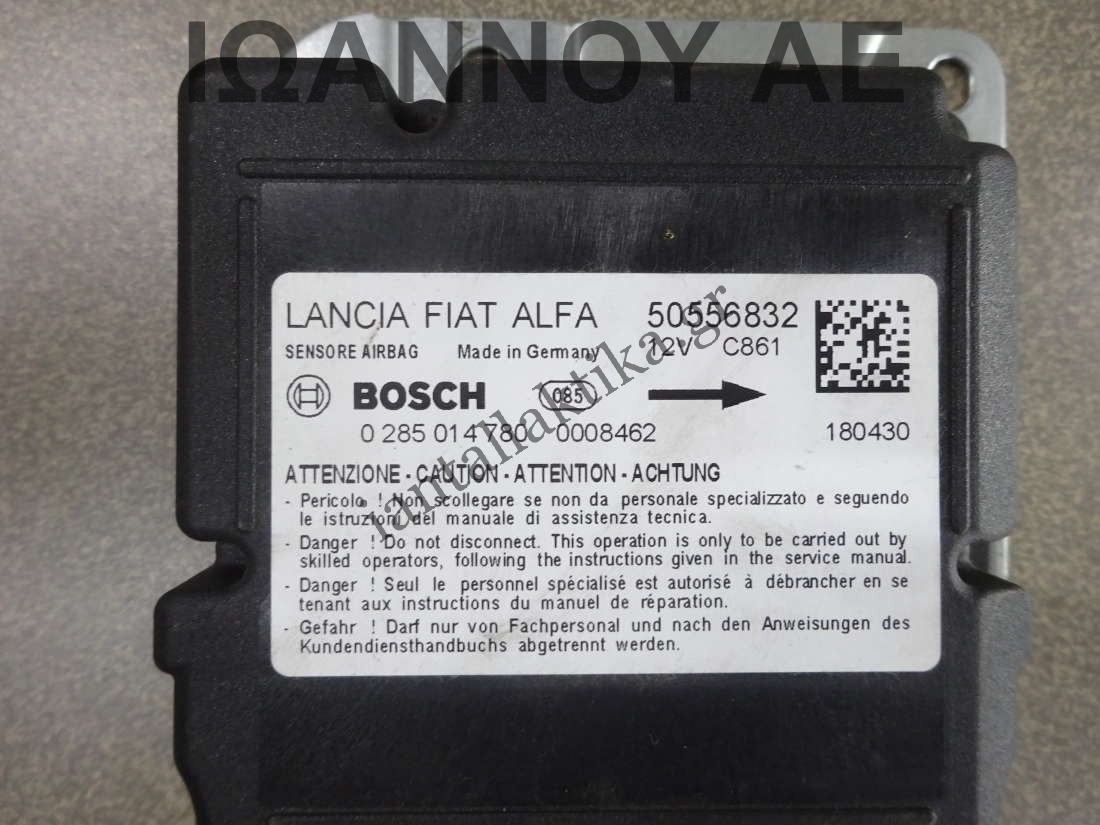 ΙΩΑΝΝΟΥ ΑΕ
LANCIA FIAT ALFA 50556832
SENSORE AIRBAG Made in Germany 12V C861
BOSCH 085
0 285 014 780 0008462 180430
ATTENZIONE - CAUTION - ATTENTION - ACHTUNG
- Pericolo ! Non scollegare se non da personale specializzato e seguendo
le istruzioni del manuale di assistenza tecnica.
- Danger ! Do not disconnect. This operation is only to be carried out by
skilled operators, following the instructions given in the service manual.
- Danger ! Seul le personnel spécialisé est autorisé à débrancher en se
tenant aux instructions du manuel de réparation.
- Gefahr ! Darf nur von Fachpersonal und nach den Anweisungen des
Kundendiensthandbuchs abgetrennt werden.
iantallaktika.gr